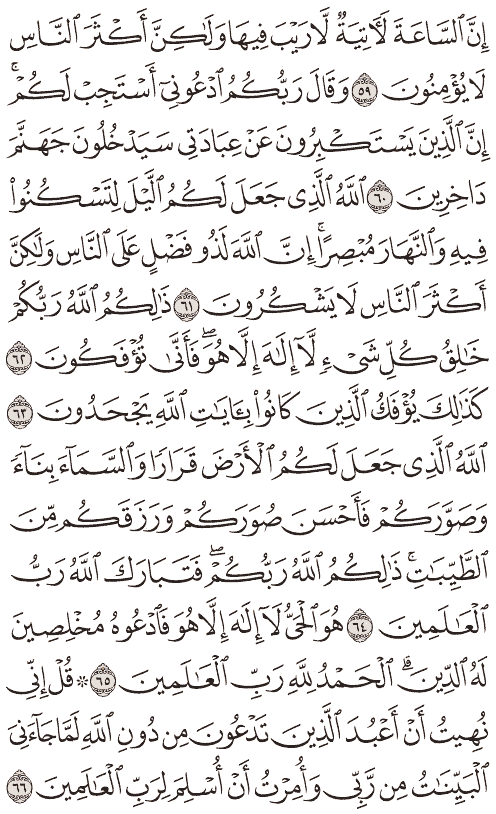 إِنَّ ٱلسَّاعَةَ لَأٓتِيَةٌ لَّا رَيْبَ فِيهَا وَلَٰكِنَّ أَكْثَرَ ٱلنَّاسِ
لَا يُؤْمِنُونَ ٥٩ وَقَالَ رَبُّكُمُ ٱدْعُونِيٓ أَسْتَجِبْ لَكُمْۚ
إِنَّ ٱلَّذِينَ يَسْتَكْبِرُونَ عَنْ عِبَادَتِي سَيَدْخُلُونَ جَهَنَّمَ
دَاخِرِينَ ٦٠ ٱللَّهُ ٱلَّذِي جَعَلَ لَكُمُ ٱلَّيْلَ لِتَسْكُنُوا۟
فِيهِ وَٱلنَّهَارَ مُبْصِرًاۚ إِنَّ ٱللَّهَ لَذُو فَضْلٍ عَلَى ٱلنَّاسِ وَلَٰكِنَّ
أَكْثَرَ ٱلنَّاسِ لَا يَشْكُرُونَ ٦١ ذَٰلِكُمُ ٱللَّهُ رَبُّكُمْ
خَٰلِقُ كُلِّ شَيْءٍ لَّآ إِلَٰهَ إِلَّا هُوَۖ فَأَنَّىٰ تُؤْفَكُونَ ٦٢
كَذَٰلِكَ يُؤْفَكُ ٱلَّذِينَ كَانُوا۟ بِـَٔايَٰتِ ٱللَّهِ يَجْحَدُونَ ٦٣
ٱللَّهُ ٱلَّذِي جَعَلَ لَكُمُ ٱلْأَرْضَ قَرَارًا وَٱلسَّمَآءَ بِنَآءً
وَصَوَّرَكُمْ فَأَحْسَنَ صُوَرَكُمْ وَرَزَقَكُم مِّنَ
ٱلطَّيِّبَٰتِۚ ذَٰلِكُمُ ٱللَّهُ رَبُّكُمْۖ فَتَبَارَكَ ٱللَّهُ رَبُّ
ٱلْعَٰلَمِينَ ٦٤ هُوَ ٱلْحَيُّ لَآ إِلَٰهَ إِلَّا هُوَ فَٱدْعُوهُ مُخْلِصِينَ
لَهُ ٱلدِّينَۗ ٱلْحَمْدُ لِلَّهِ رَبِّ ٱلْعَٰلَمِينَ ٦٥ ۞ قُلْ إِنِّي
نُهِيتُ أَنْ أَعْبُدَ ٱلَّذِينَ تَدْعُونَ مِن دُونِ ٱللَّهِ لَمَّا جَآءَنِيَ
ٱلْبَيِّنَٰتُ مِن رَّبِّي وَأُمِرْتُ أَنْ أُسْلِمَ لِرَبِّ ٱلْعَٰلَمِينَ ٦٦